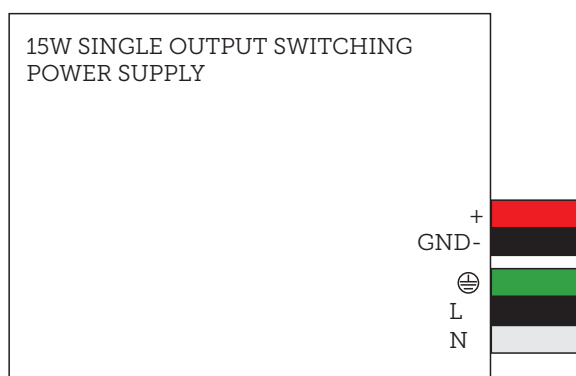 15W SINGLE OUTPUT SWITCHING
POWER SUPPLY
+
GND-
L
N